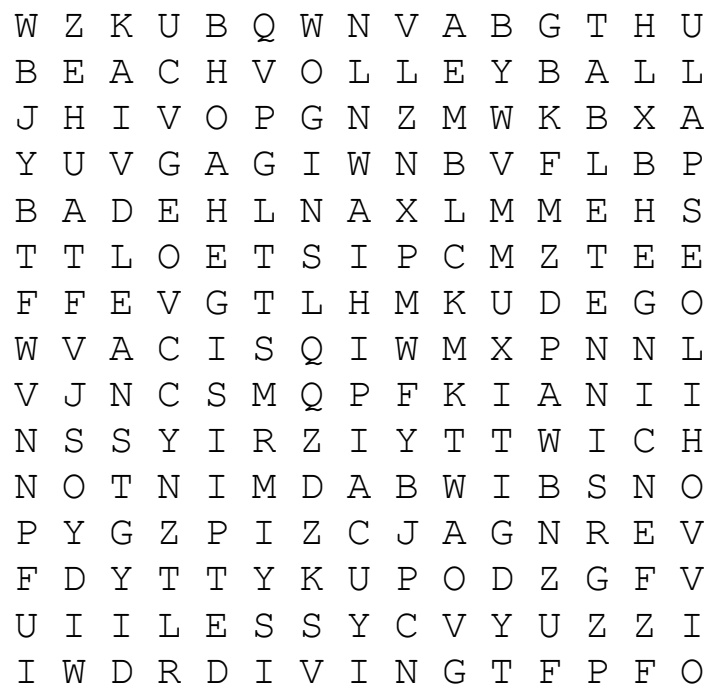 W Z K U B Q W N V A B G T H U
B E A C H V O L L E Y B A L L
J H I V O P G N Z M W K B X A
Y U V G A G I W N B V F L B P
B A D E H L N A X L M M E H S
T T L O E T S I P C M Z T E E
F F E V G T L H M K U D E G O
W V A C I S Q I W M X P N N L
V J N C S M Q P F K I A N I I
N S S Y I R Z I Y T T W I C H
N O T N I M D A B W I B S N O
P Y G Z P I Z C J A G N R E V
F D Y T T Y K U P O D Z G F V
U I I L E S S Y C V Y U Z Z I
I W D R D I V I N G T F P F O